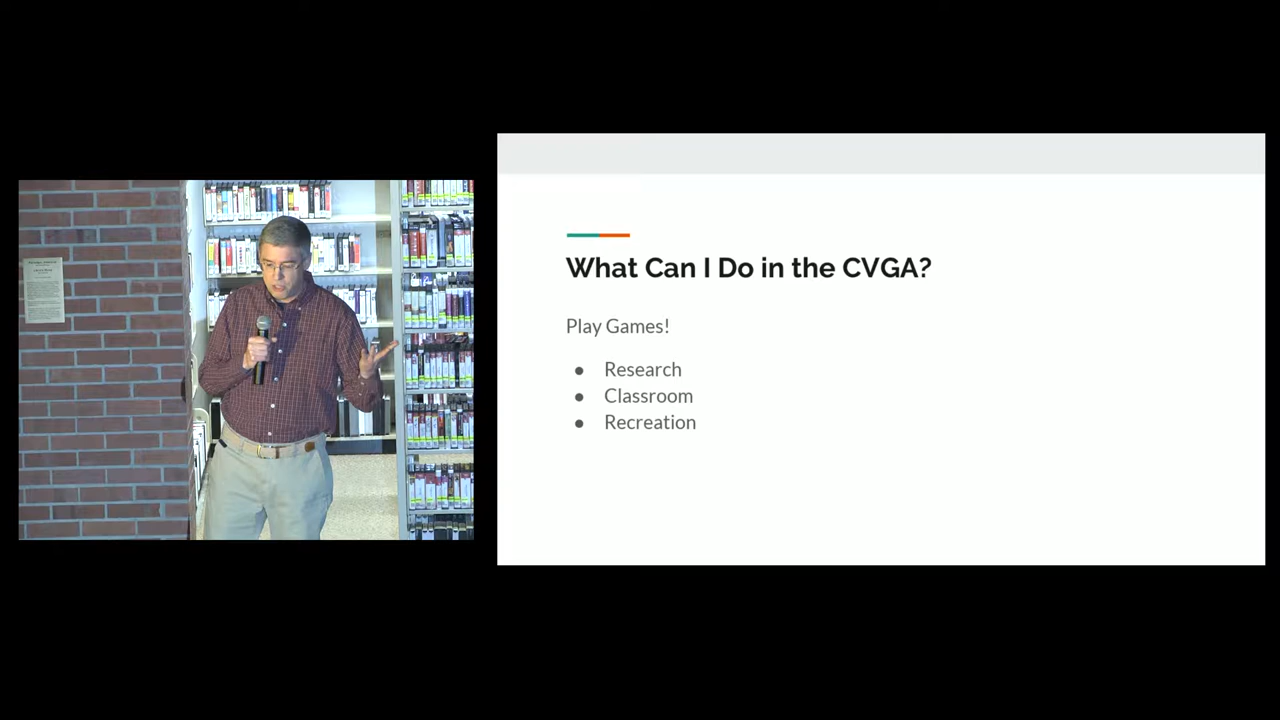 What Can I Do in the CVGA?
Play Games!
● Research
● Classroom
● Recreation